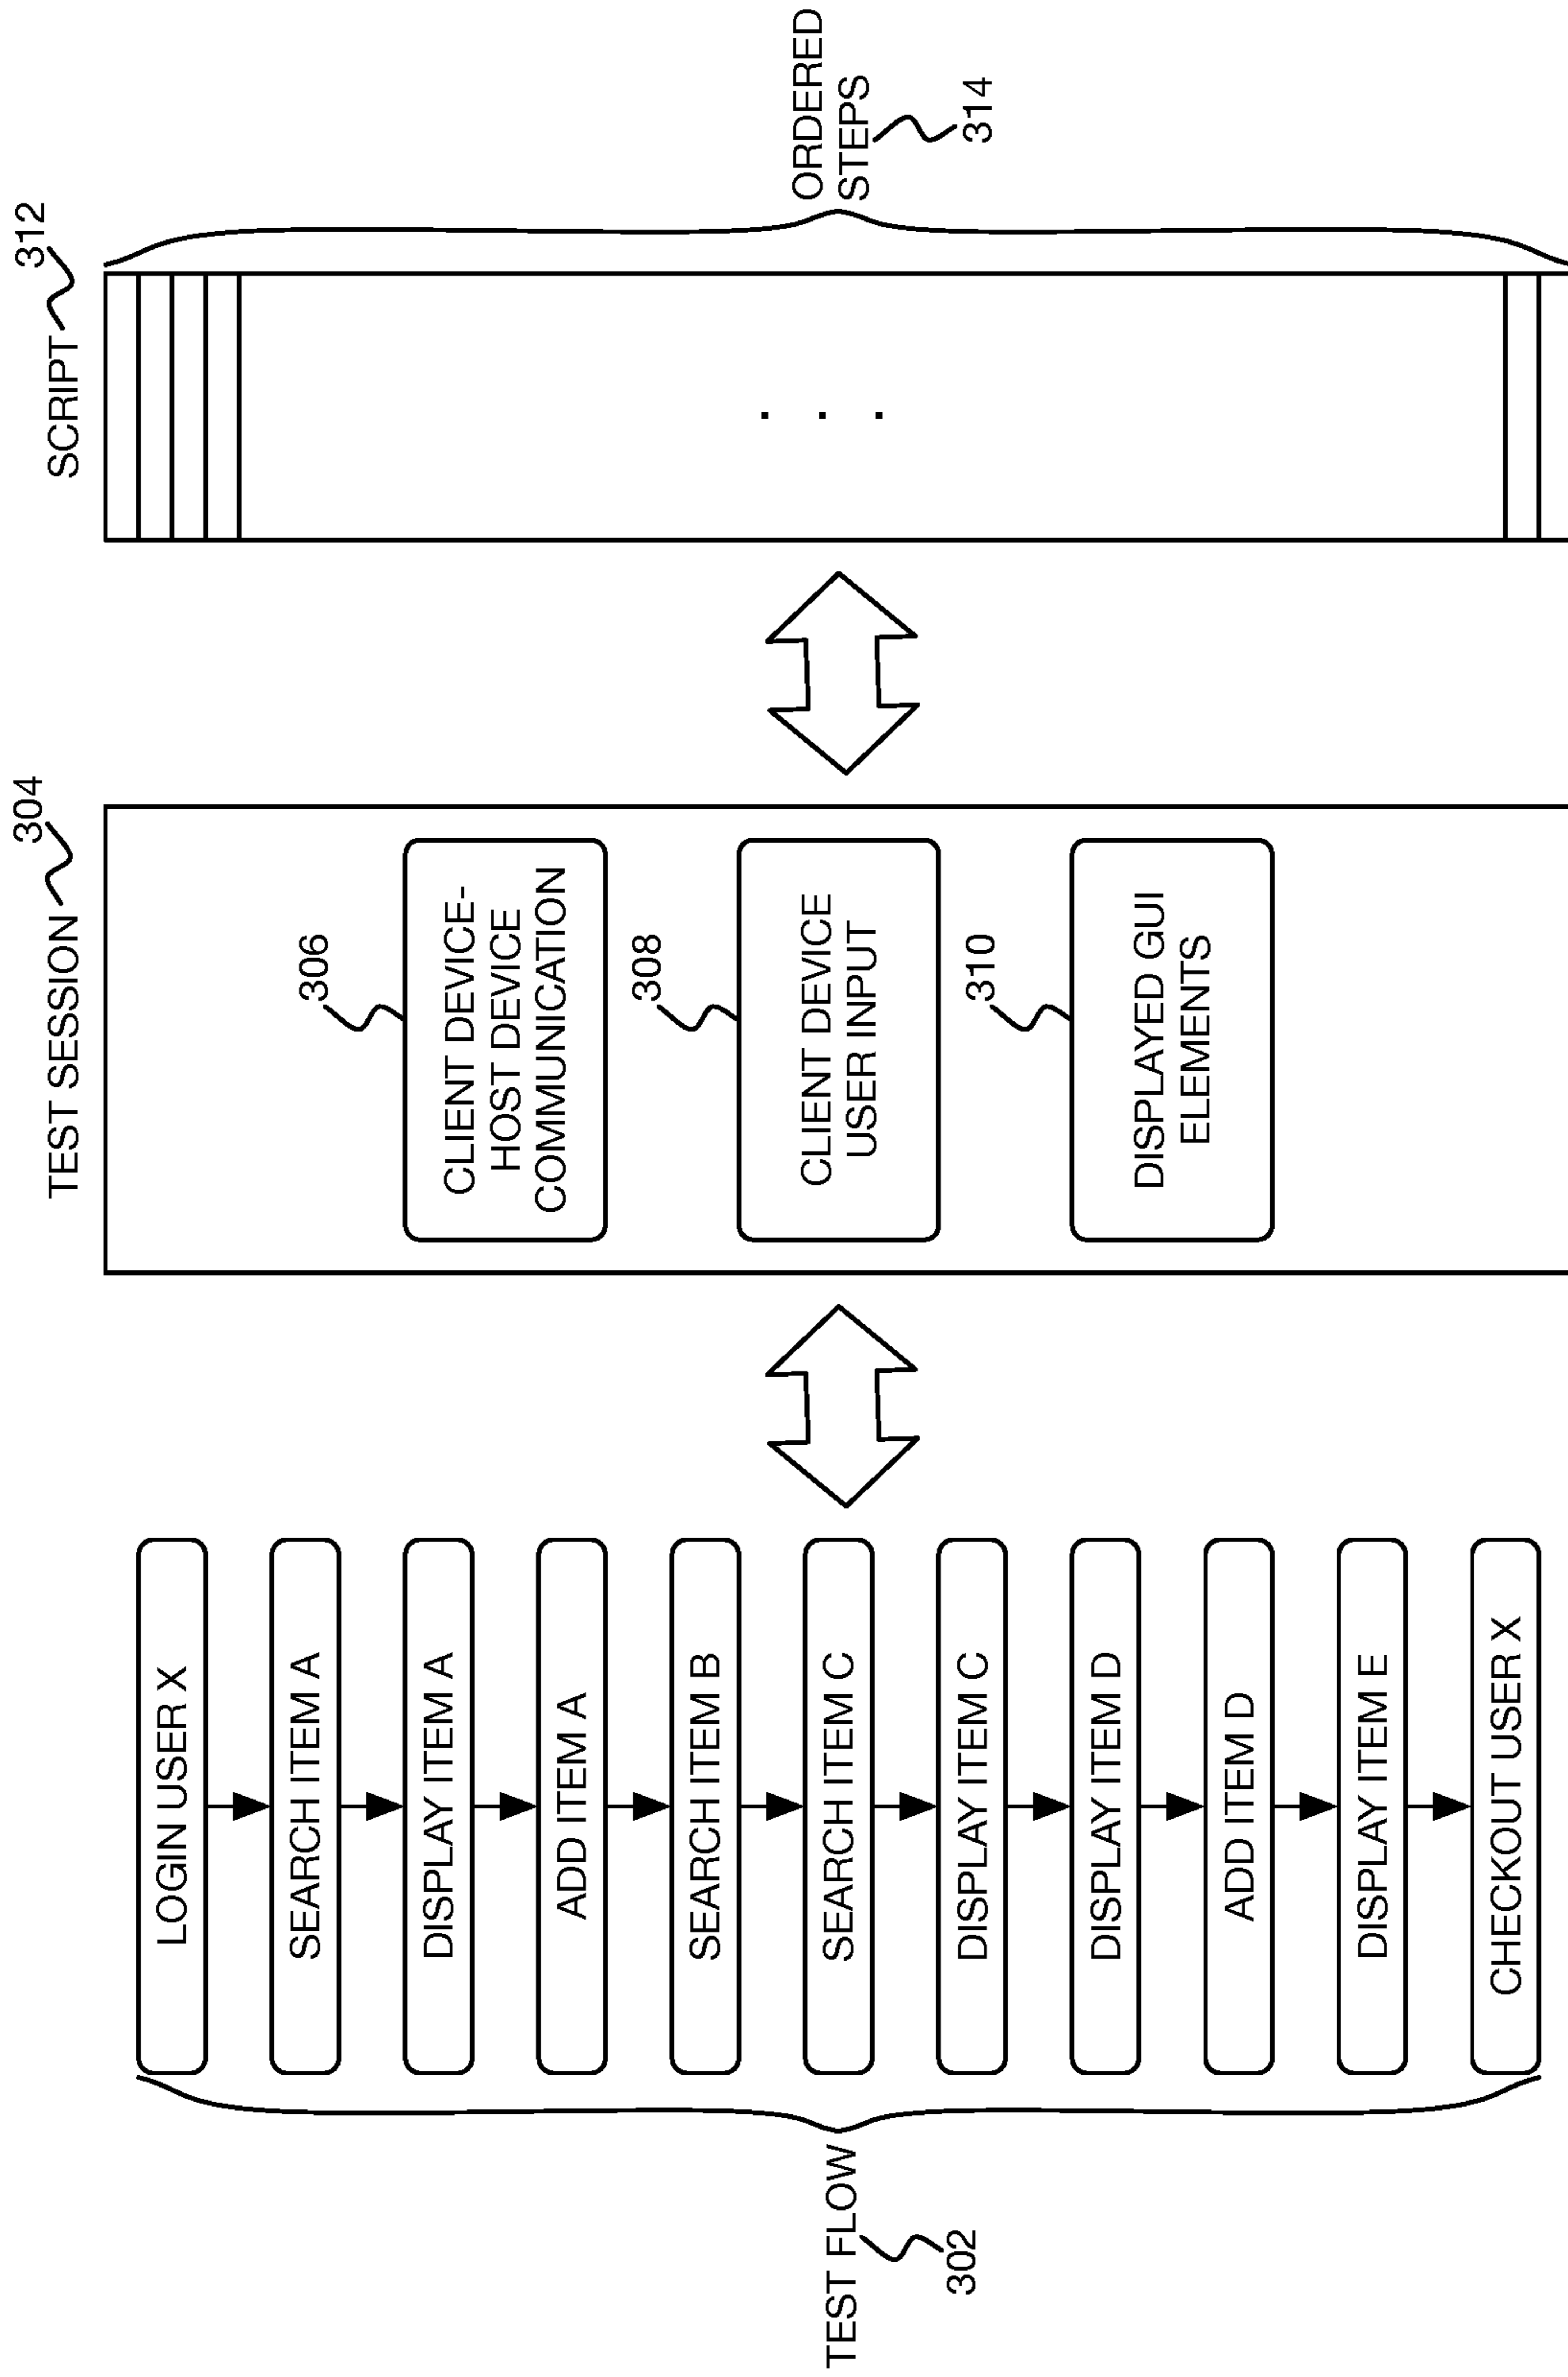 TEST FLOW
302
LOGIN USER X
SEARCH ITEM A
DISPLAY ITEM A
ADD ITEM A
SEARCH ITEM B
SEARCH ITEM C
DISPLAY ITEM C
DISPLAY ITEM D
ADD ITEM D
DISPLAY ITEM E
CHECKOUT USER X
TEST SESSION
304
306
CLIENT DEVICE-
HOST DEVICE
COMMUNICATION
308
CLIENT DEVICE
USER INPUT
310
DISPLAYED GUI
ELEMENTS
SCRIPT
312
. . .
ORDERED
STEPS
314